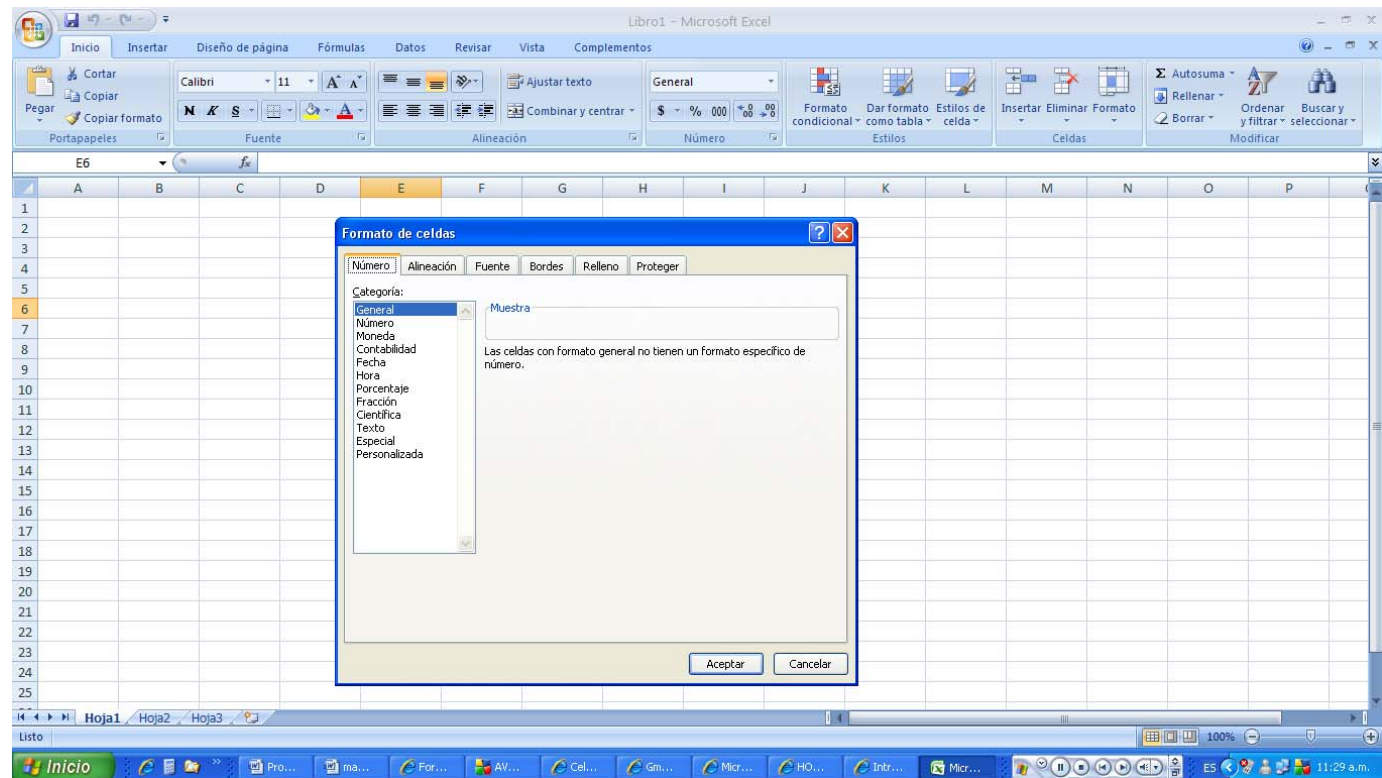 Libro1 - Microsoft Excel
Inicio Insertar Diseño de página Fórmulas Datos Revisar Vista Complementos
Pegar
Cortar
Copiar
Copiar formato
Portapapeles
Calibri 11
N K S
Fuente
Ajustar texto
Combinar y centrar
Alineación
General
$ % 000
Número
Formato condicional
Dar formato como tabla
Estilos de celda
Estilos
Insertar Eliminar Formato
Celdas
Σ Autosuma
Rellenar
Borrar
Ordenar y filtrar
Buscar y seleccionar
Modificar
E6 fx
A B C D E F G H I J K L M N O P
1
2
3
4
5
6
7
8
9
10
11
12
13
14
15
16
17
18
19
20
21
22
23
24
25
Formato de celdas
Número Alineación Fuente Bordes Relleno Proteger
Categoría:
General
Número
Moneda
Contabilidad
Fecha
Hora
Porcentaje
Fracción
Científica
Texto
Especial
Personalizada
Muestra
Las celdas con formato general no tienen un formato específico de
número.
Aceptar Cancelar
Hoja1 Hoja2 Hoja3
Listo 100%
Inicio Pro... ma... For... AV... Cel... Gm... Micr... HO... Intr... Micr... ES 11:29 a.m.